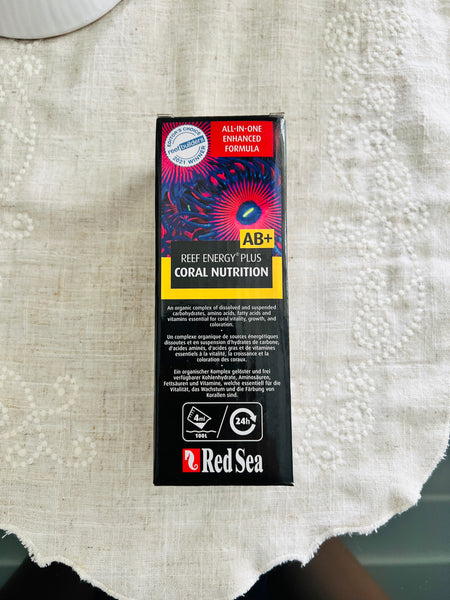 EDITOR'S CHOICE
reefbuilders
2021 WINNER
ALL-IN-ONE
ENHANCED
FORMULA
AB+
REEF ENERGY® PLUS
CORAL NUTRITION
An organic complex of dissolved and suspended
carbohydrates, amino acids, fatty acids and
vitamins essential for coral vitality, growth, and
coloration.
•
Un complexe organique de sources énergétiques
dissoutes et en suspension d'hydrates de carbone,
d'acides aminés, d'acides gras et de vitamines
essentiels à la vitalité, la croissance et la
coloration des coraux.
•
Ein organischer Komplex gelöster und frei
verfügbarer Kohlenhydrate, Aminosäuren,
Fettsäuren und Vitamine, welche essentiell für die
Vitalität, das Wachstum und die Färbung von
Korallen sind.
4ml
100L
24h
Red Sea